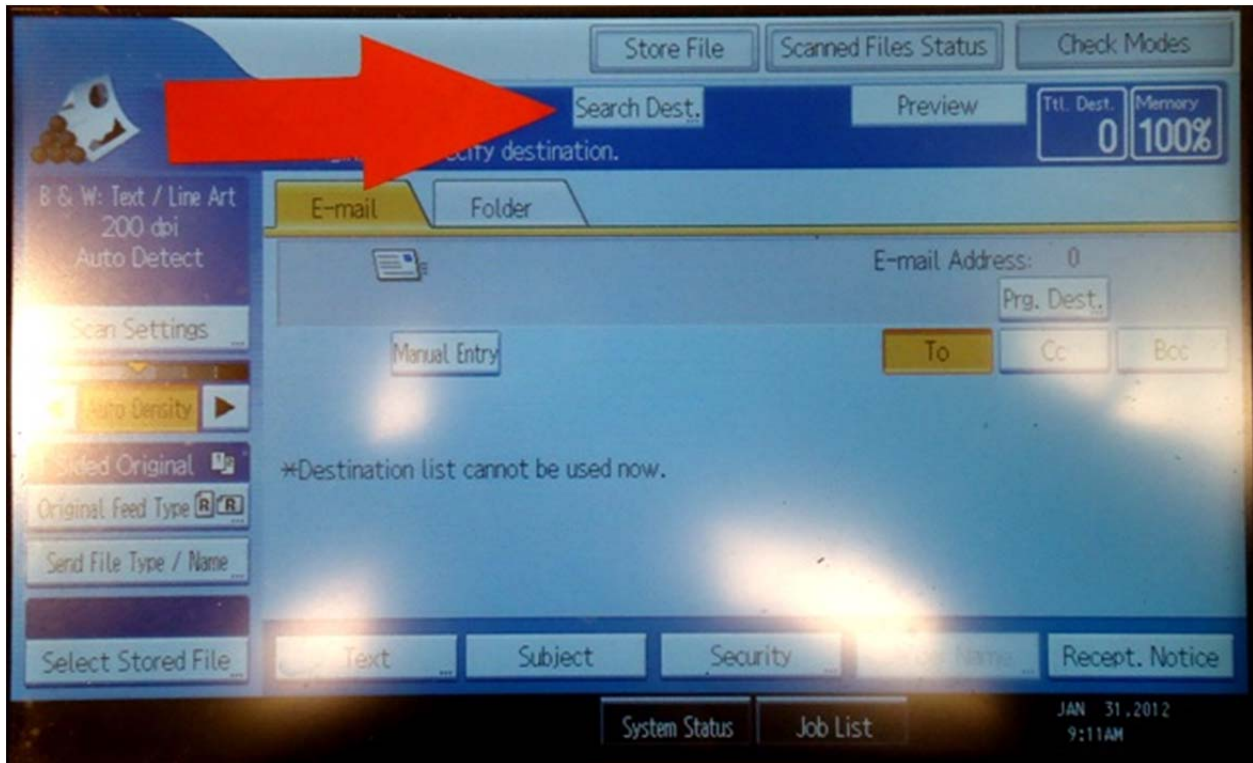 Store File
Scanned Files Status
Check Modes
Search Dest.
Preview
Ttl. Dest.
0
Memory
100%
destination.
B & W: Text / Line Art
200 dpi
Auto Detect
E-mail
Folder
E-mail Address: 0
Prg. Dest.
Scan Settings
Manual Entry
To
Cc
Bcc
Auto Density
Sided Original
*Destination list cannot be used now.
Original Feed Type R R
Send File Type / Name
Select Stored File
Text
Subject
Security
Name
Recept. Notice
System Status
Job List
JAN 31.2012
9:11AM